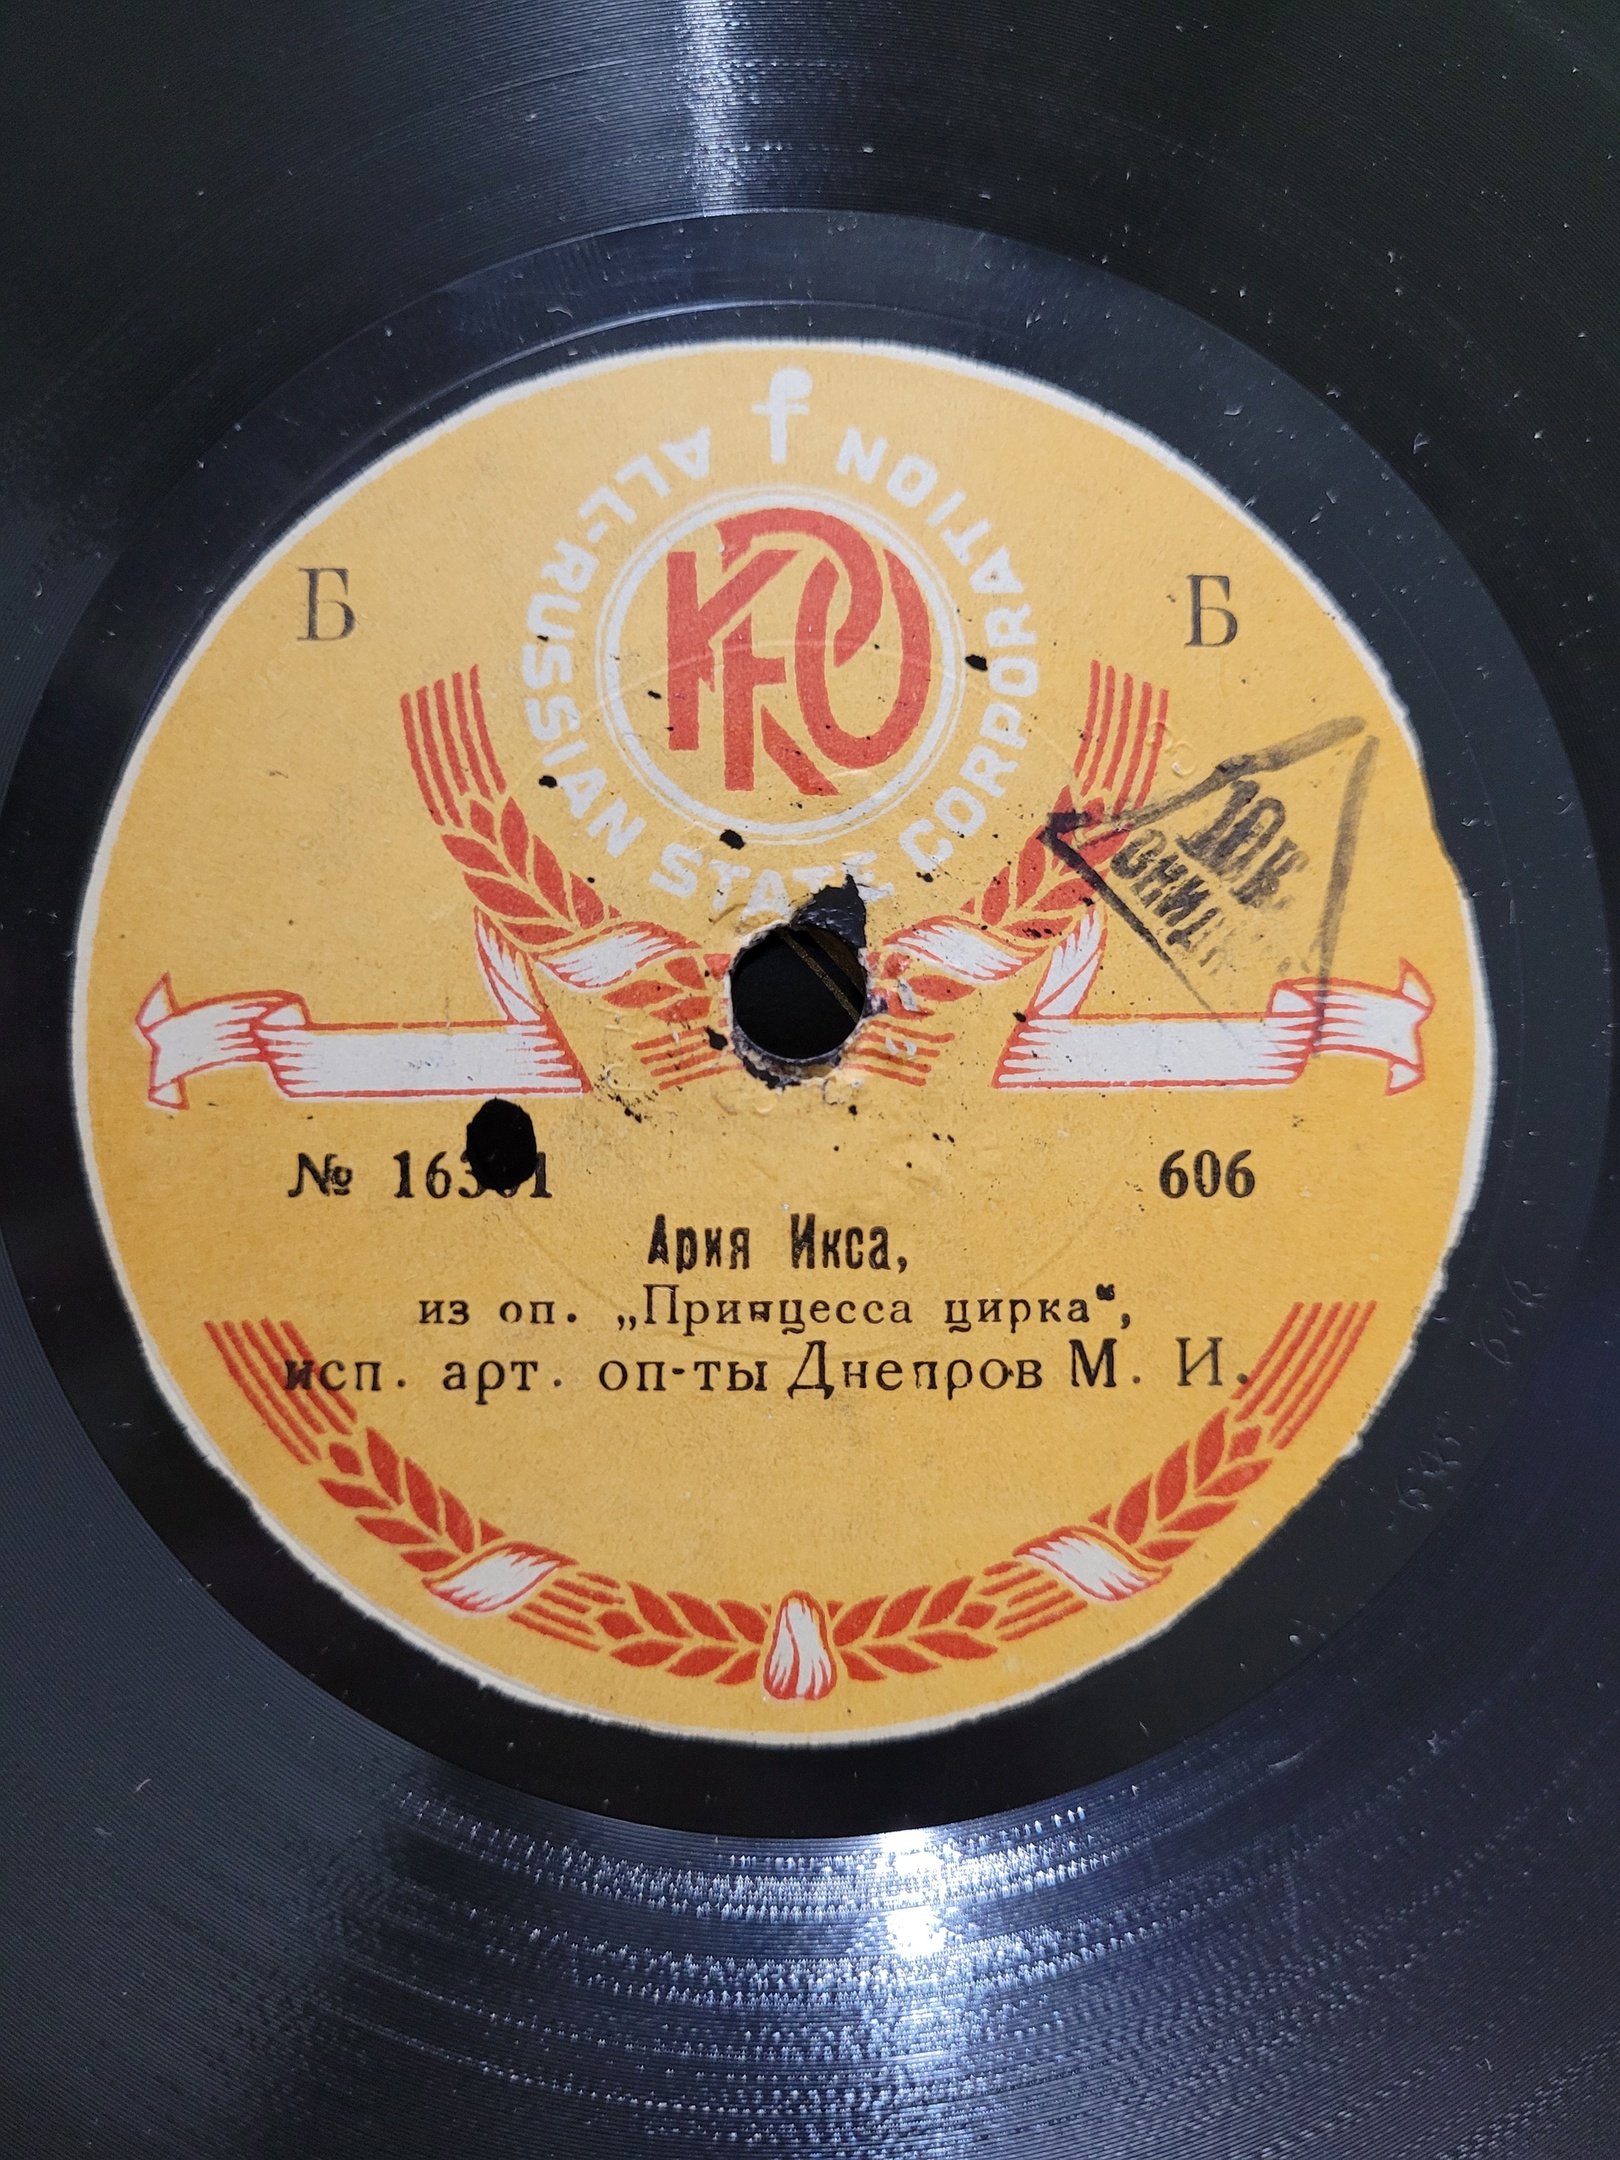 f
ALL-RUSSIAN STATE CORPORATION
Б Б
606
Ария Икса,
из оп. „Принцесса цирка“,
исп. арт. оп-ты Днепров М. И.